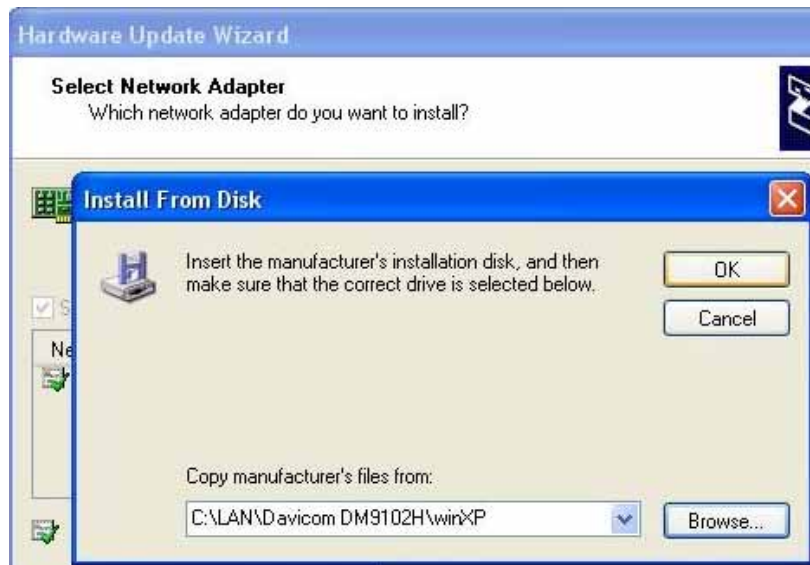 Hardware Update Wizard
Select Network Adapter
Which network adapter do you want to install?
Install From Disk
Insert the manufacturer's installation disk, and then
make sure that the correct drive is selected below.
OK
Cancel
Copy manufacturer's files from:
C:\LAN\Davicom DM9102H\winXP
Browse...